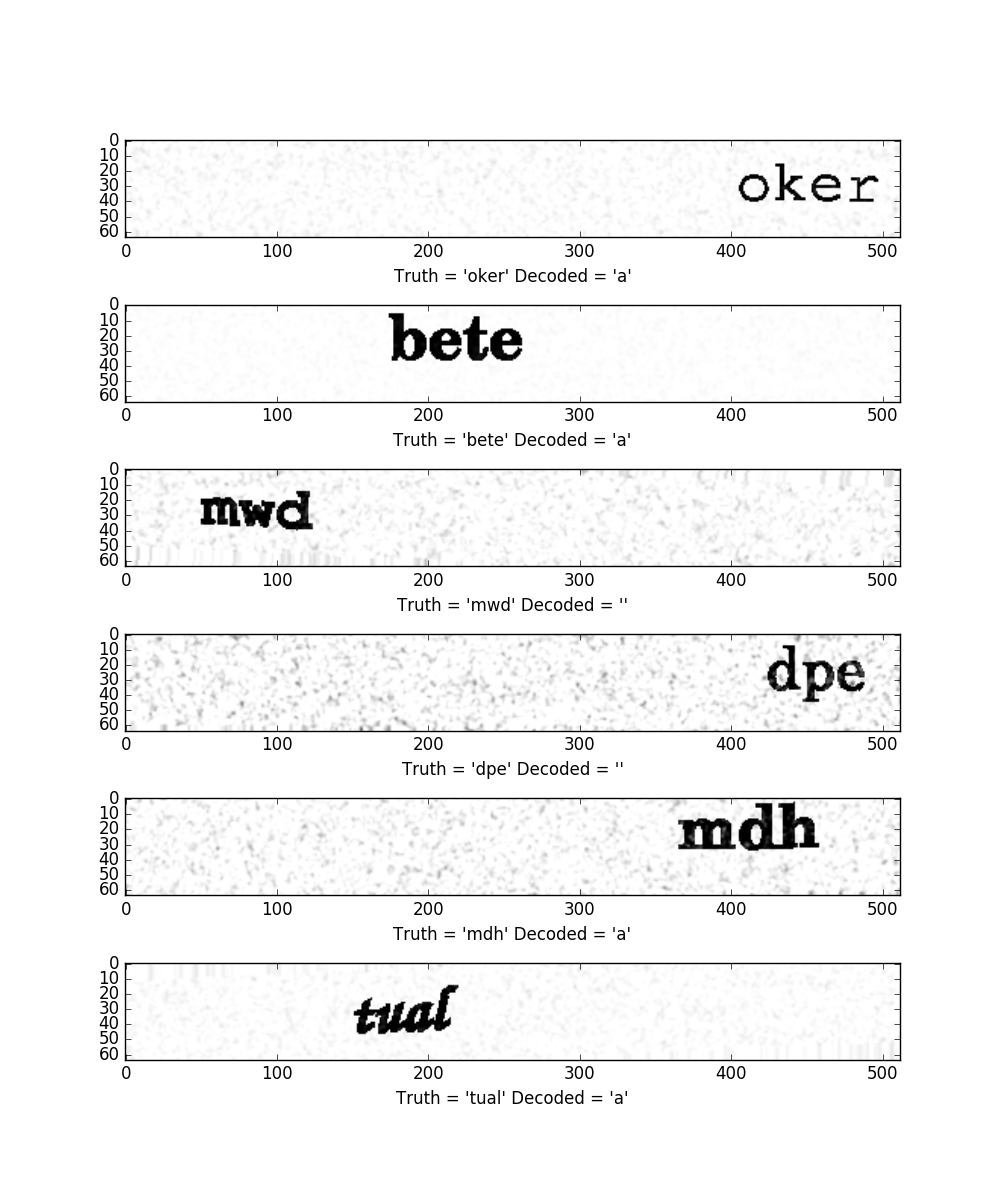 0
10
20
30
40
50
60
oker
0 100 200 300 400 500
Truth = 'oker' Decoded = 'a'
0
10
20
30
40
50
60
bete
0 100 200 300 400 500
Truth = 'bete' Decoded = 'a'
0
10
20
30
40
50
60
mwd
0 100 200 300 400 500
Truth = 'mwd' Decoded = ''
0
10
20
30
40
50
60
dpe
0 100 200 300 400 500
Truth = 'dpe' Decoded = ''
0
10
20
30
40
50
60
mdh
0 100 200 300 400 500
Truth = 'mdh' Decoded = 'a'
0
10
20
30
40
50
60
tual
0 100 200 300 400 500
Truth = 'tual' Decoded = 'a'